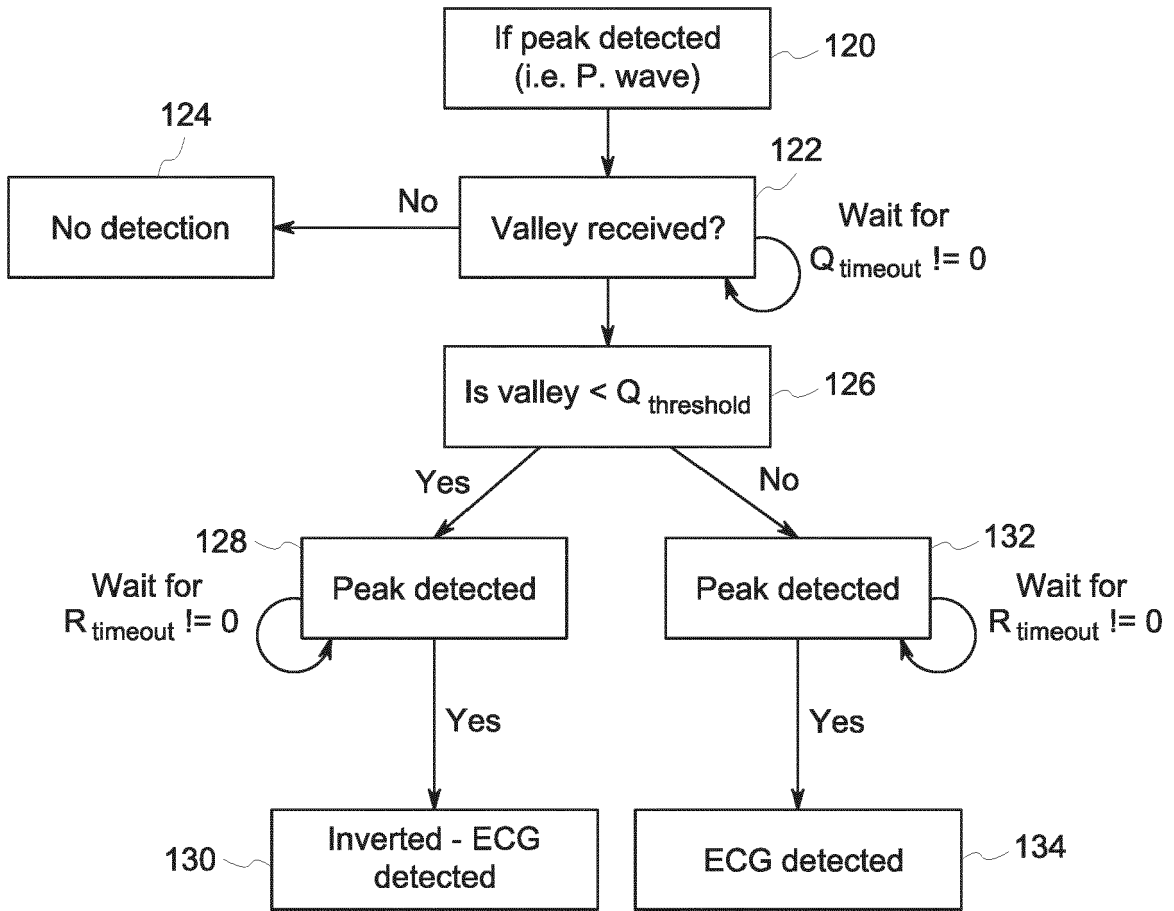 If peak detected
(i.e. P. wave)
120
124
122
No detection
No
Valley received?
Wait for
Q timeout != 0
Is valley < Q threshold
126
Yes
No
128
132
Wait for
R timeout != 0
Peak detected
Peak detected
Wait for
R timeout != 0
Yes
Yes
130
Inverted - ECG
detected
ECG detected
134